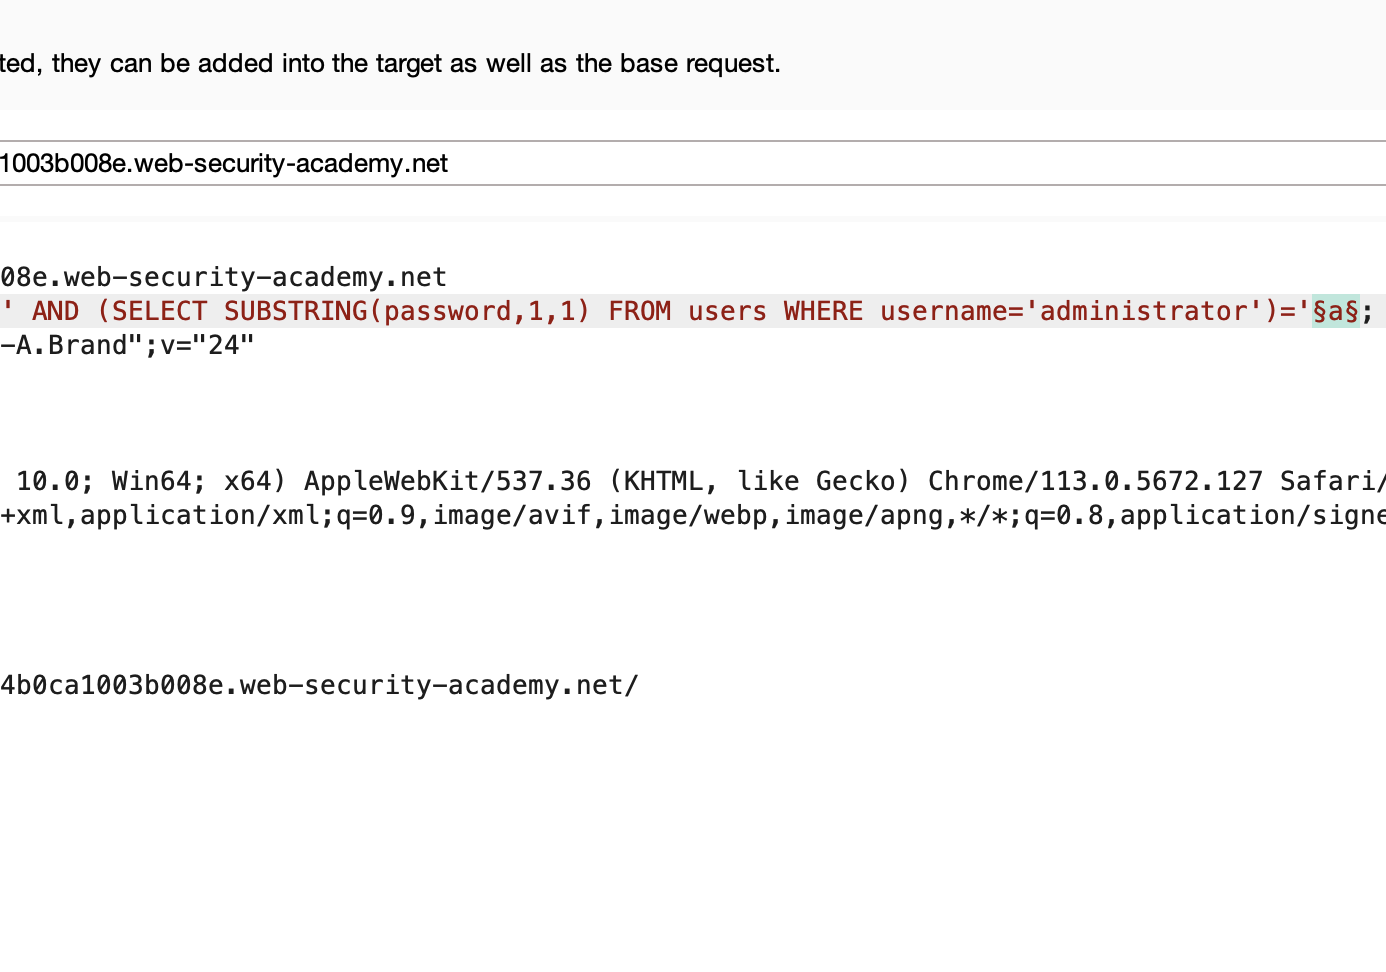 ted, they can be added into the target as well as the base request.
1003b008e.web-security-academy.net
08e.web-security-academy.net
' AND (SELECT SUBSTRING(password,1,1) FROM users WHERE username='administrator')='§a§;
-A.Brand";v="24"
10.0; Win64; x64) AppleWebKit/537.36 (KHTML, like Gecko) Chrome/113.0.5672.127 Safari/
+xml,application/xml;q=0.9,image/avif,image/webp,image/apng,*/*;q=0.8,application/signe
4b0ca1003b008e.web-security-academy.net/